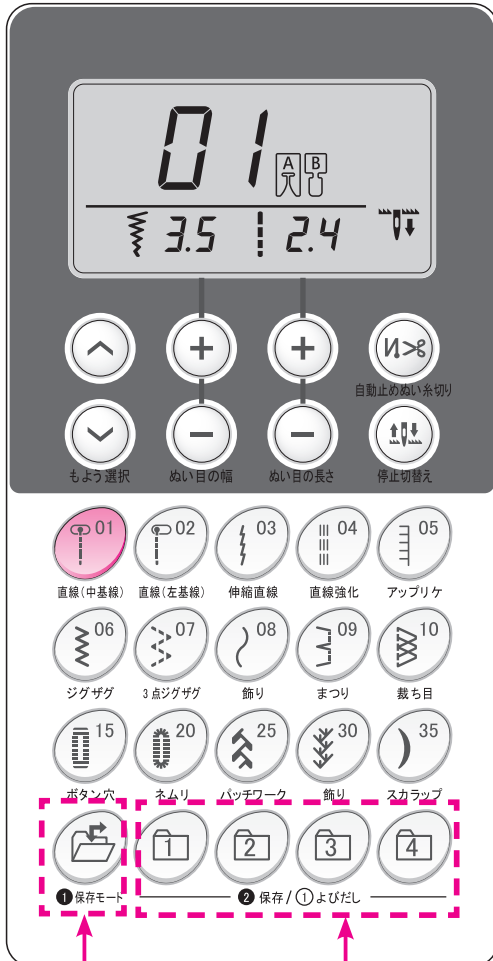 01 A B
3.5 2.4
自動止めぬい糸切り
もよう選択 ぬい目の幅 ぬい目の長さ 停止切替え
01 02 03 04 05
直線(中基線) 直線(左基線) 伸縮直線 直線強化 アップリケ
06 07 08 09 10
ジグザグ 3点ジグザグ 飾り まつり 裁ち目
15 20 25 30 35
ボタン穴 ネムリ パッチワーク 飾り スカラップ
1 2 3 4
❶保存モード ❷ 保存/①よびだし